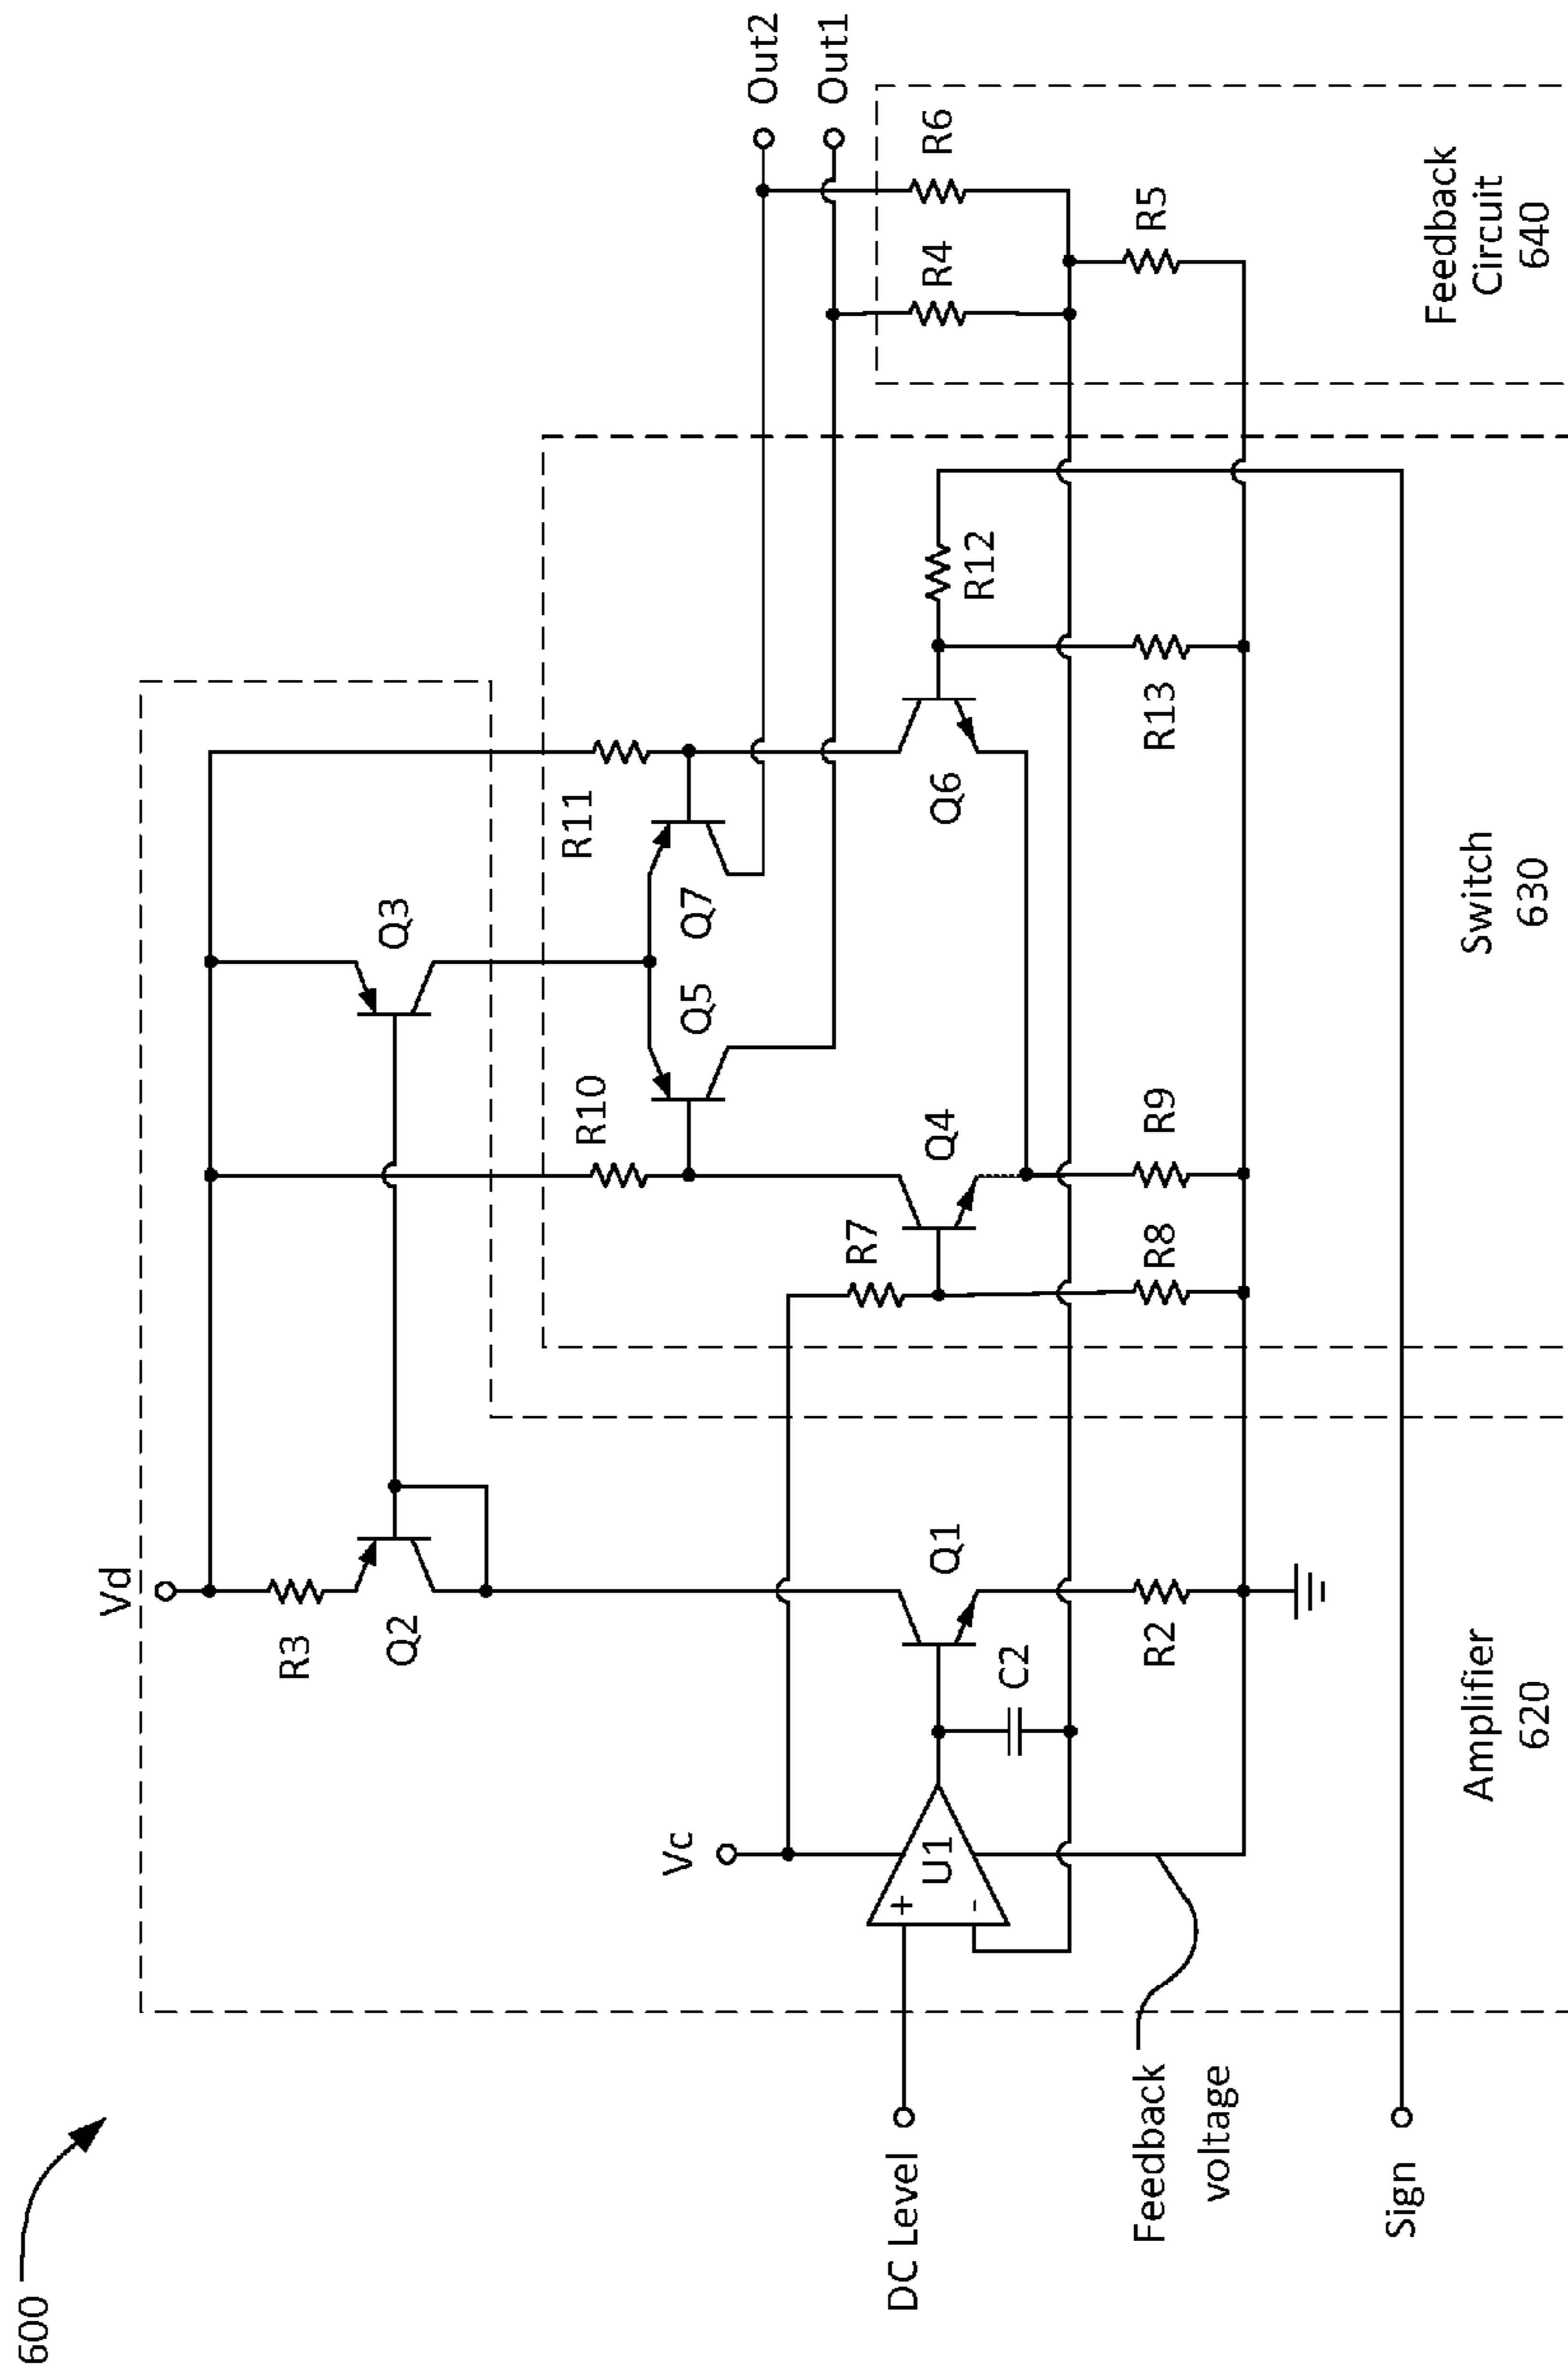 600
Vd
R3
Q2
Q3
R10
R11
Q5
Q7
Out2
Out1
Vc
R7
Q4
Q6
R12
R4
R6
DC Level
+
-
U1
C2
Q1
R2
R8
R9
R13
R5
Feedback
voltage
Sign
Amplifier
620
Switch
630
Feedback
Circuit
640